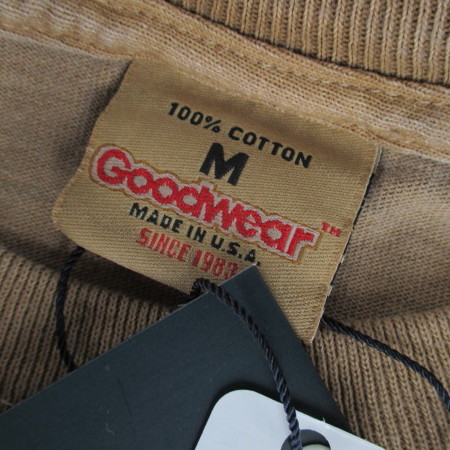 100% COTTON
M
Goodwear™
MADE IN U.S.A
SINCE 1983